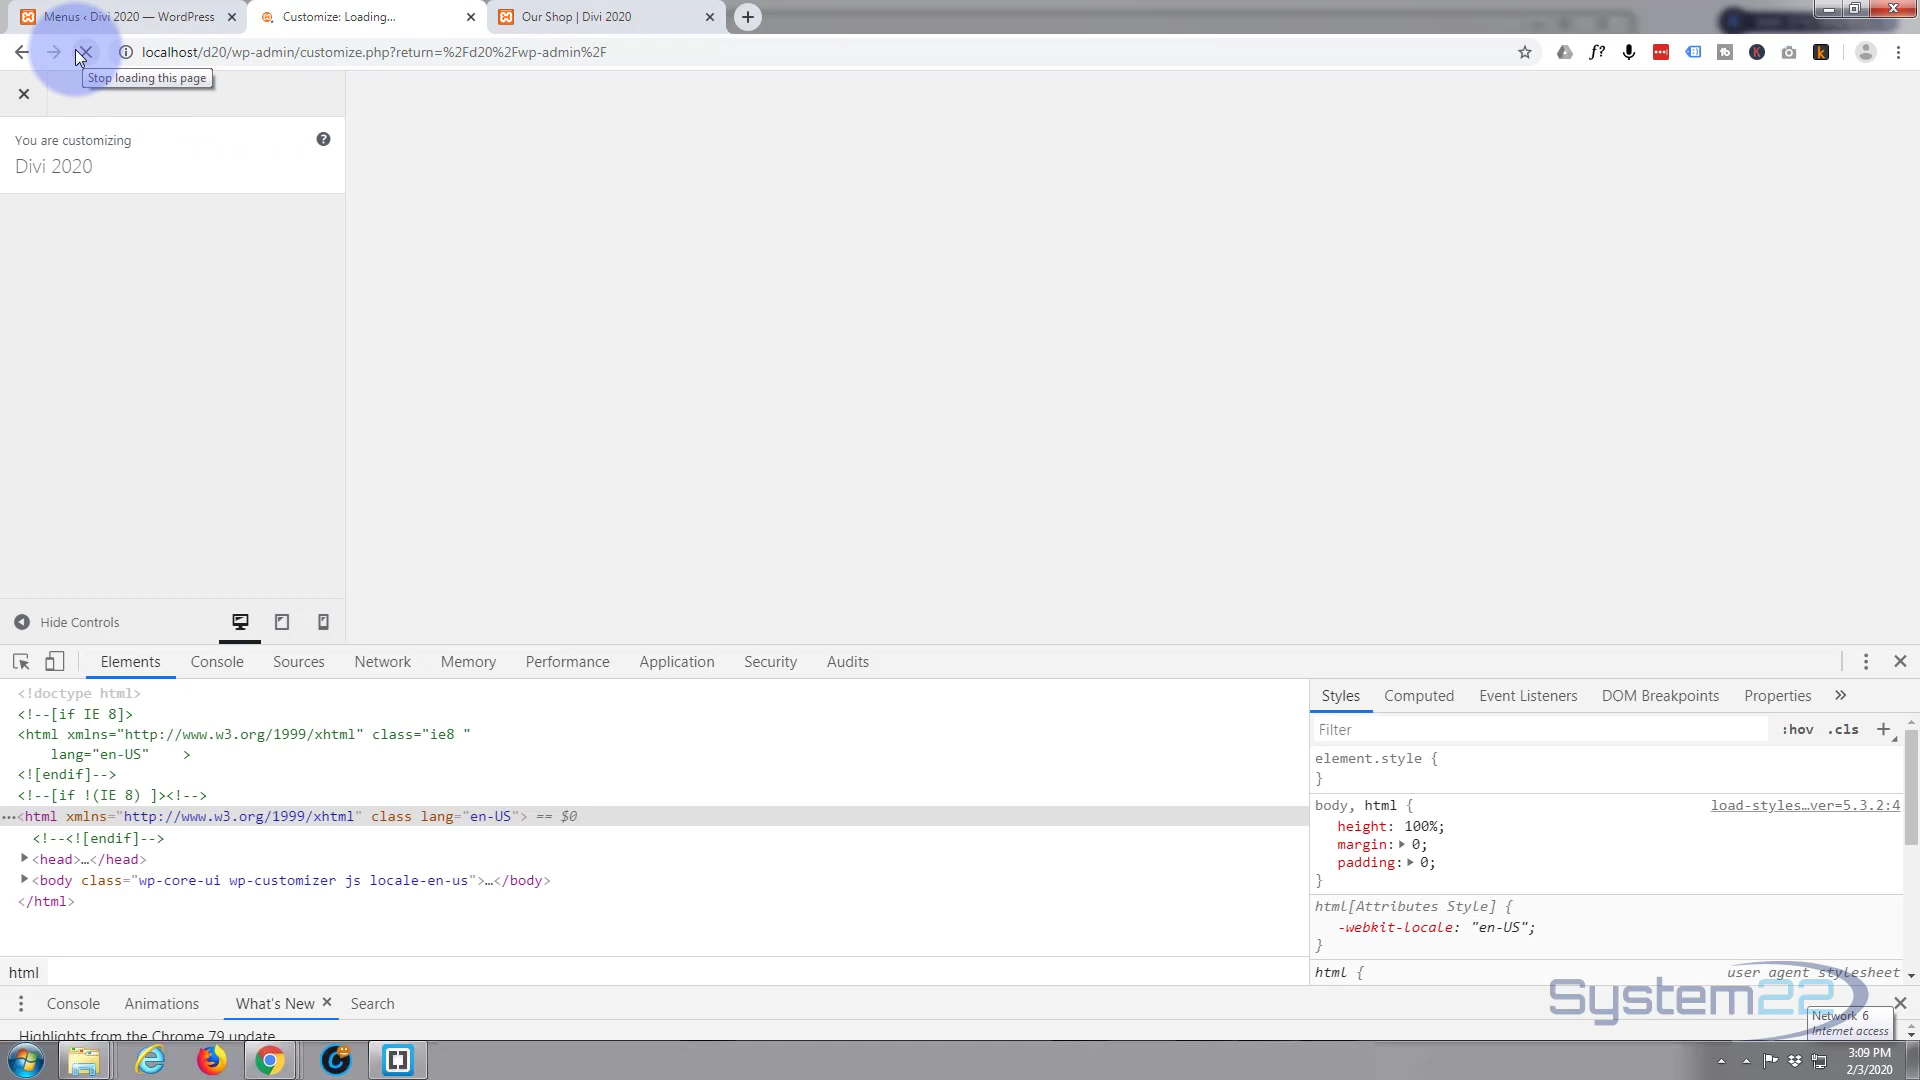 Menus ‹ Divi 2020 — WordPress
Customize: Loading...
Our Shop | Divi 2020
localhost/d20/wp-admin/customize.php?return=%2Fd20%2Fwp-admin%2F
Stop loading this page
You are customizing
Divi 2020
Hide Controls
Elements Console Sources Network Memory Performance Application Security Audits
<!doctype html>
<!--[if IE 8]>
<html xmlns="http://www.w3.org/1999/xhtml" class="ie8 "
lang="en-US" >
<![endif]-->
<!--[if !(IE 8) ]><!-->
...<html xmlns="http://www.w3.org/1999/xhtml" class lang="en-US"> == $0
<!--<![endif]-->
<head>…</head>
<body class="wp-core-ui wp-customizer js locale-en-us">…</body>
</html>
html
Styles Computed Event Listeners DOM Breakpoints Properties »
Filter :hov .cls +
element.style {
}
body, html { load-styles…ver=5.3.2:4
height: 100%;
margin: 0;
padding: 0;
}
html[Attributes Style] {
-webkit-locale: "en-US";
}
html { user agent stylesheet
Console Animations What's New Search
Highlights from the Chrome 79 update
System22
Network 6
Internet access
3:09 PM
2/3/2020